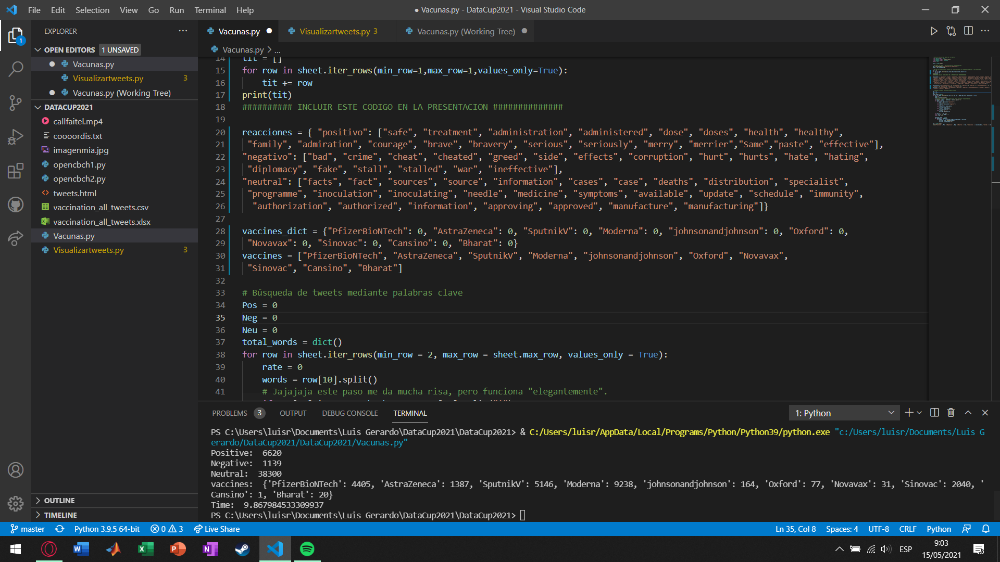 File Edit Selection View Go Run Terminal Help
● Vacunas.py - DataCup2021 - Visual Studio Code
EXPLORER
OPEN EDITORS 1 UNSAVED
Vacunas.py
Visualizartweets.py 3
Vacunas.py (Working Tree)
DATACUP2021
callfaitel.mp4
coooordis.txt
imagenmia.jpg
opencbch1.py
opencbch2.py
tweets.html
vaccination_all_tweets.csv
vaccination_all_tweets.xlsx
Vacunas.py
Visualizartweets.py 3
OUTLINE
TIMELINE
1
Vacunas.py
Visualizartweets.py 3
Vacunas.py (Working Tree)
Vacunas.py > ...
14 tit = []
15 for row in sheet.iter_rows(min_row=1,max_row=1,values_only=True):
16 tit += row
17 print(tit)
18 ########## INCLUIR ESTE CODIGO EN LA PRESENTACION ##############
19
20 reacciones = { "positivo": ["safe", "treatment", "administration", "administered", "dose", "doses", "health", "healthy",
21 "family", "admiration", "courage", "brave", "bravery", "serious", "seriously", "merry", "merrier","Same","paste", "effective"],
22 "negativo": ["bad", "crime", "cheat", "cheated", "greed", "side", "effects", "corruption", "hurt", "hurts", "hate", "hating",
23 "diplomacy", "fake", "stall", "stalled", "war", "ineffective"],
24 "neutral": ["facts", "fact", "sources", "source", "information", "cases", "case", "deaths", "distribution", "specialist",
25 "programme", "inoculation", "inoculating", "needle", "medicine", "symptoms", "available", "update", "schedule", "immunity",
26 "authorization", "authorized", "information", "approving", "approved", "manufacture", "manufacturing"]}
27
28 vaccines_dict = {"PfizerBioNTech": 0, "AstraZeneca": 0, "SputnikV": 0, "Moderna": 0, "johnsonandjohnson": 0, "Oxford": 0,
29 "Novavax": 0, "Sinovac": 0, "Cansino": 0, "Bharat": 0}
30 vaccines = ["PfizerBioNTech", "AstraZeneca", "SputnikV", "Moderna", "johnsonandjohnson", "Oxford", "Novavax",
31 "Sinovac", "Cansino", "Bharat"]
32
33 # Búsqueda de tweets mediante palabras clave
34 Pos = 0
35 Neg = 0
36 Neu = 0
37 total_words = dict()
38 for row in sheet.iter_rows(min_row = 2, max_row = sheet.max_row, values_only = True):
39 rate = 0
40 words = row[10].split()
41 # Jajajaja este paso me da mucha risa, pero funciona "elegantemente".
PROBLEMS 3 OUTPUT DEBUG CONSOLE TERMINAL
1: Python
PS C:\Users\luisr\Documents\Luis Gerardo\DataCup2021\DataCup2021> & C:/Users/luisr/AppData/Local/Programs/Python/Python39/python.exe "c:/Users/luisr/Documents/Luis G
erardo/DataCup2021/DataCup2021/Vacunas.py"
Positive:  6620
Negative:  1139
Neutral:  38300
vaccines:  {'PfizerBioNTech': 4405, 'AstraZeneca': 1387, 'SputnikV': 5146, 'Moderna': 9238, 'johnsonandjohnson': 164, 'Oxford': 77, 'Novavax': 31, 'Sinovac': 2040, '
Cansino': 1, 'Bharat': 20}
Time:  9.867984533309937
PS C:\Users\luisr\Documents\Luis Gerardo\DataCup2021\DataCup2021>
master Python 3.9.5 64-bit 0 3 Live Share
Ln 35, Col 8 Spaces: 4 UTF-8 CRLF Python
ESP
9:03
15/05/2021